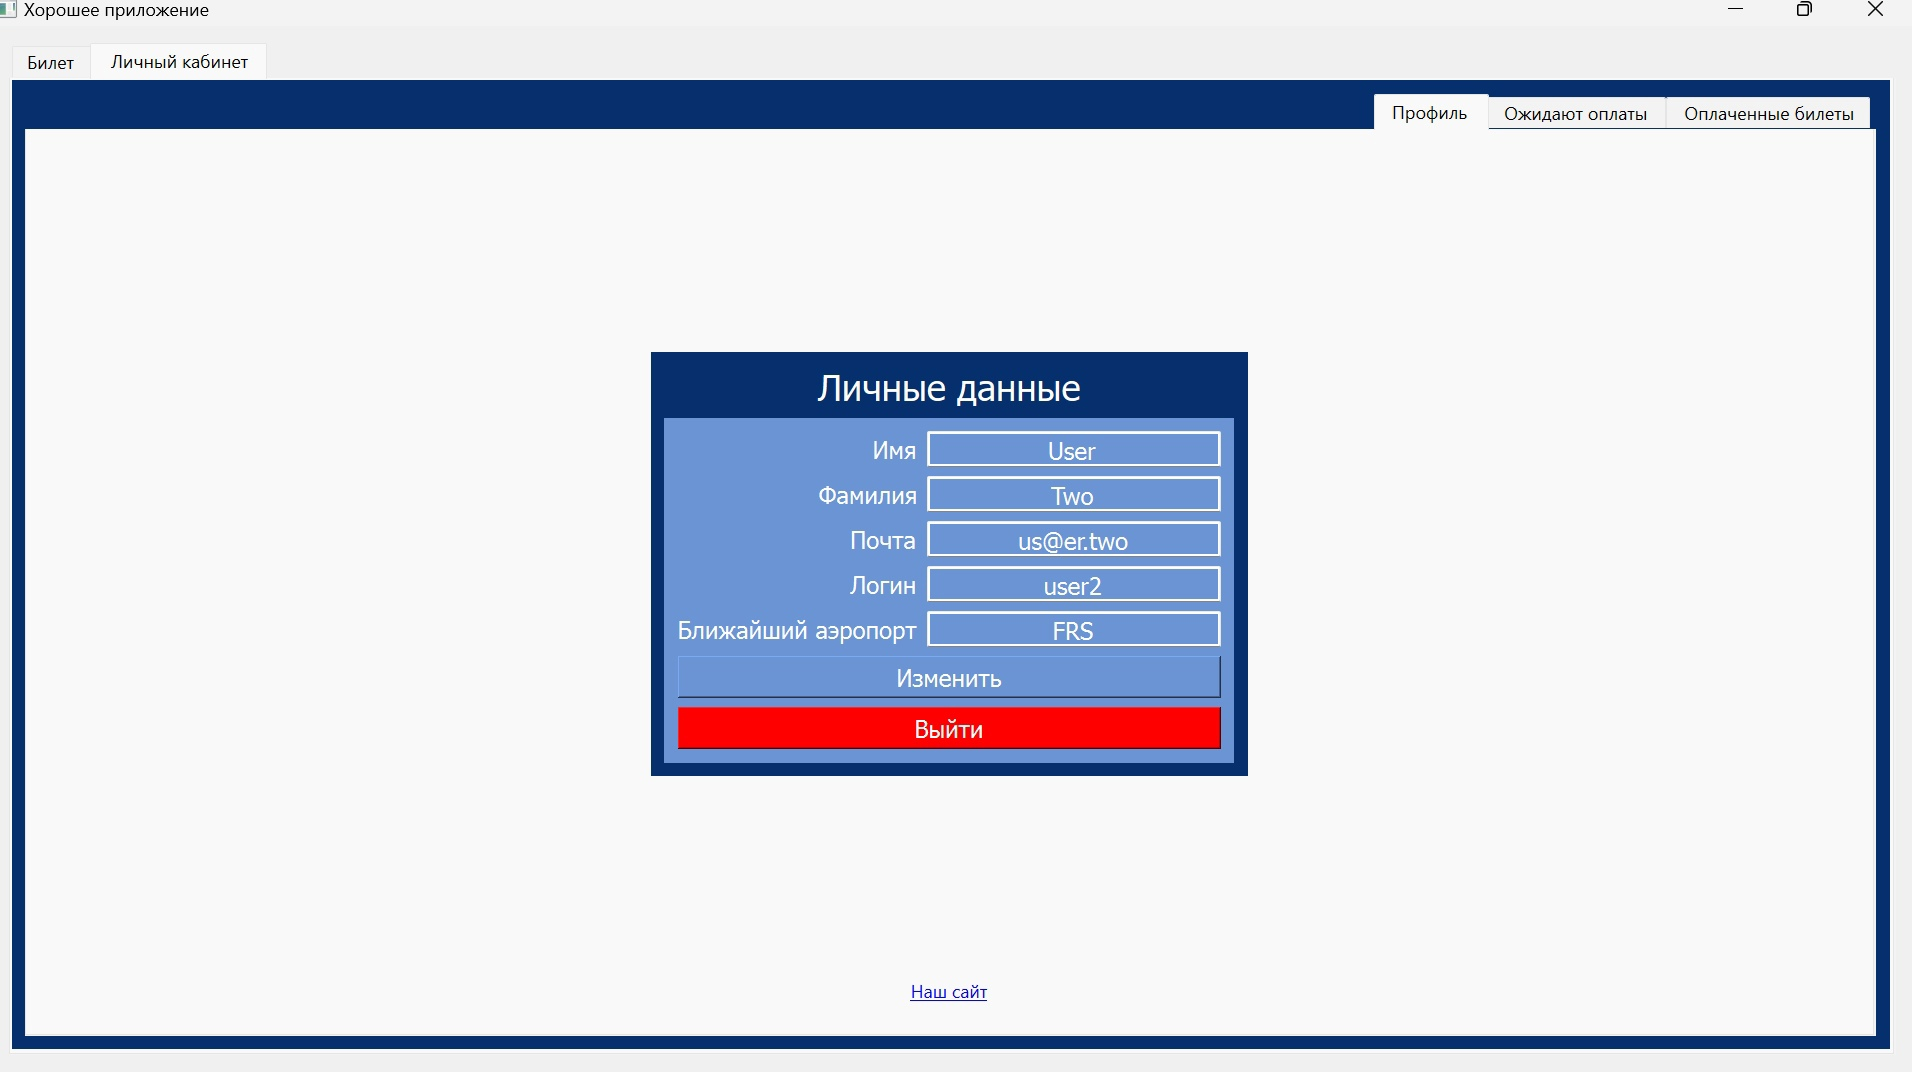 Хорошее приложение
Билет Личный кабинет
Профиль Ожидают оплаты Оплаченные билеты
Личные данные
Имя User
Фамилия Two
Почта us@er.two
Логин user2
Ближайший аэропорт FRS
Изменить
Выйти
Наш сайт